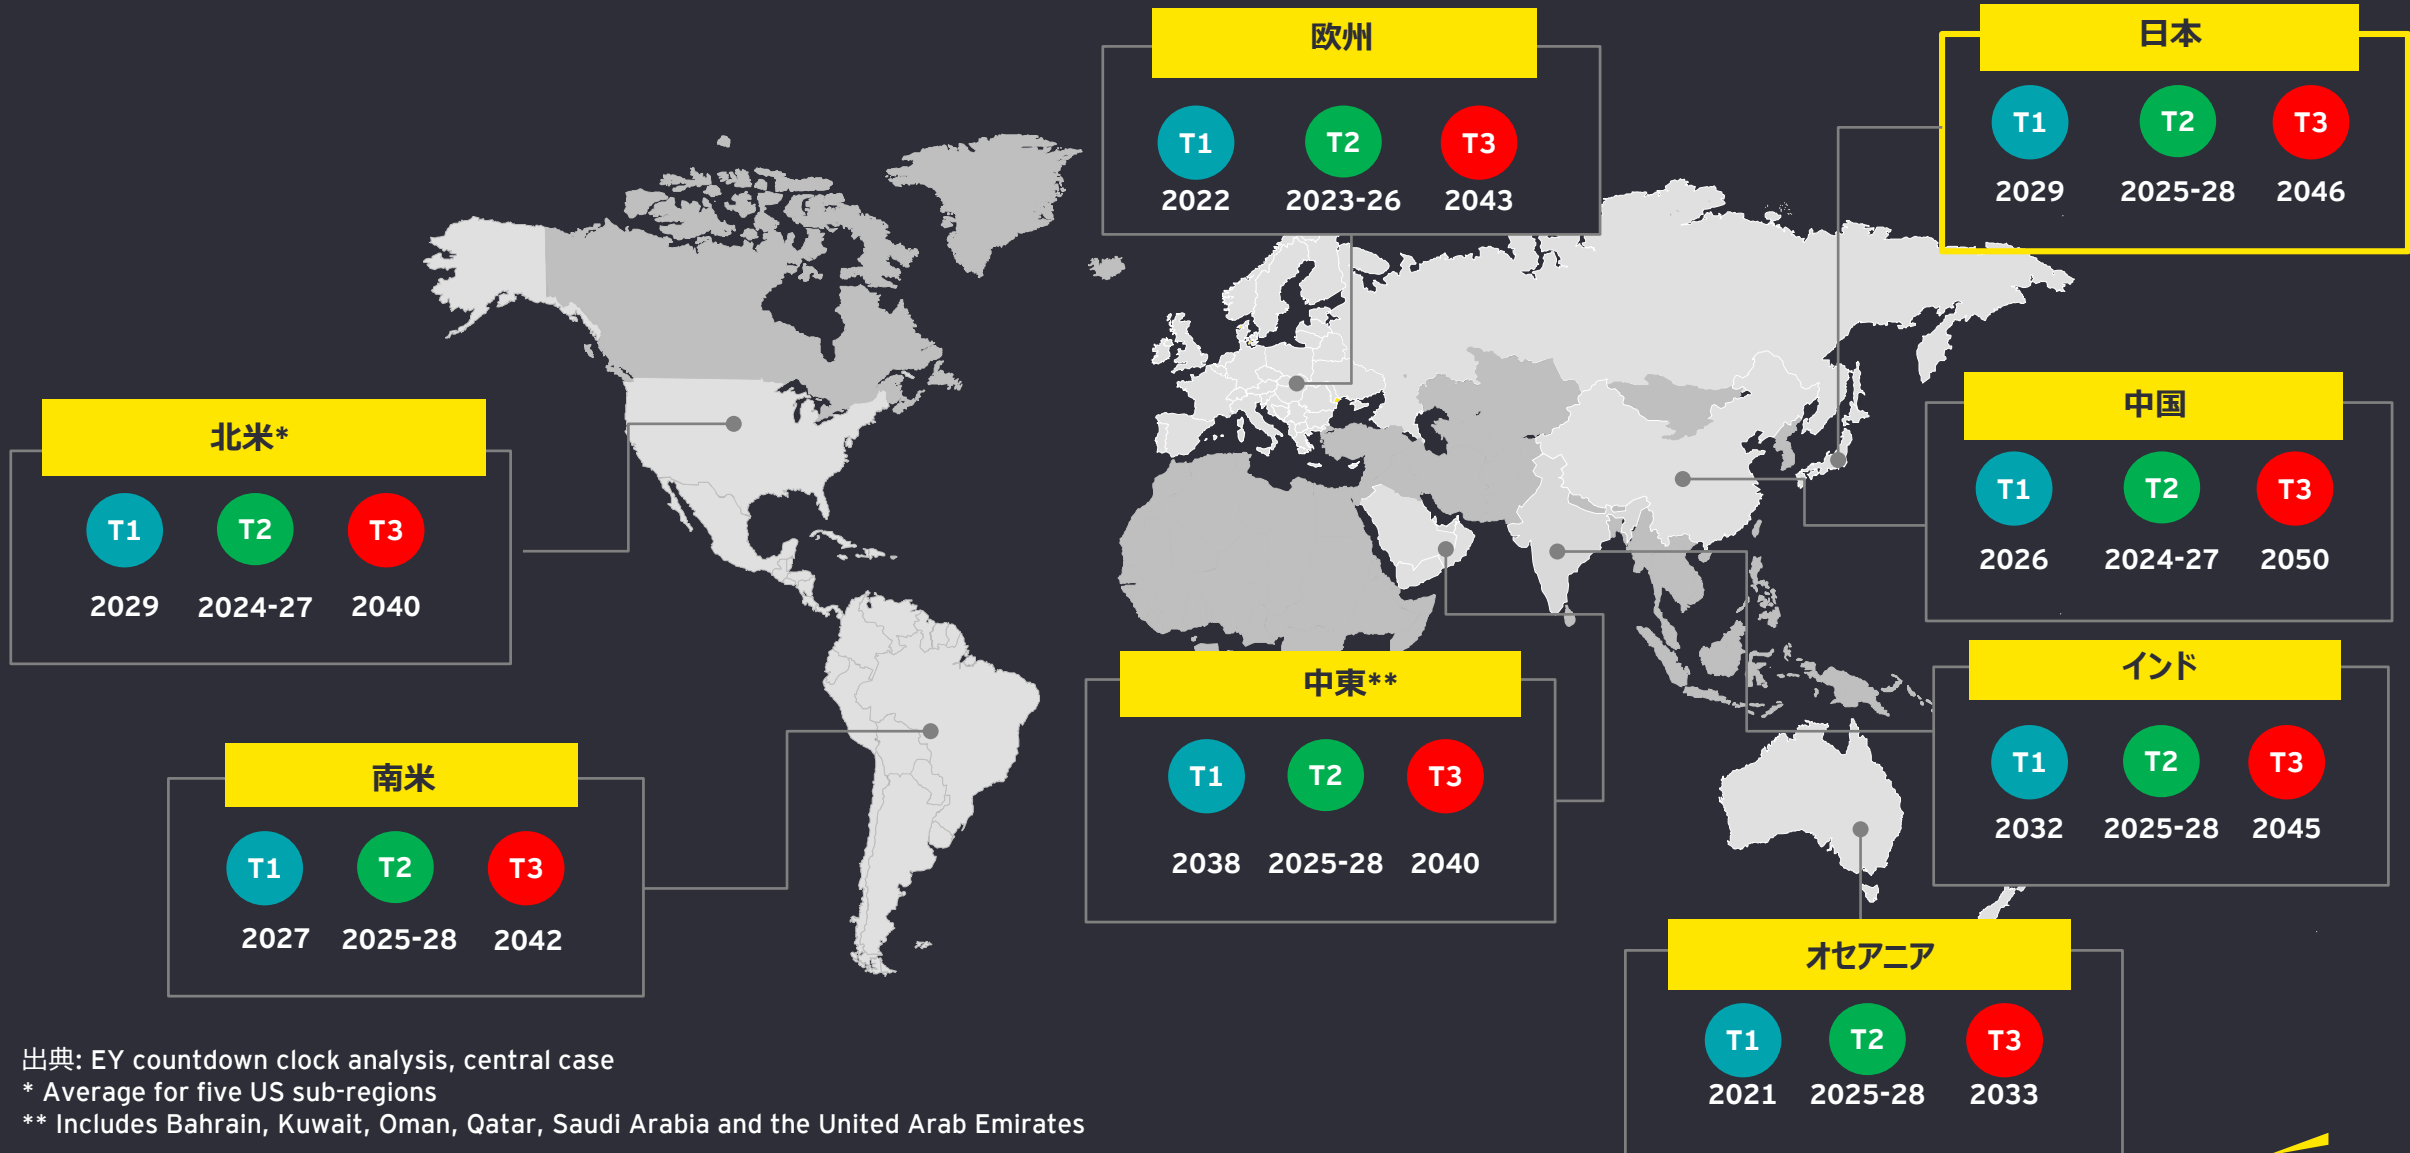 欧州
T1 T2 T3
2022 2023-26 2043
日本
T1 T2 T3
2029 2025-28 2046
北米*
T1 T2 T3
2029 2024-27 2040
中国
T1 T2 T3
2026 2024-27 2050
南米
T1 T2 T3
2027 2025-28 2042
中東**
T1 T2 T3
2038 2025-28 2040
インド
T1 T2 T3
2032 2025-28 2045
オセアニア
T1 T2 T3
2021 2025-28 2033
出典: EY countdown clock analysis, central case
* Average for five US sub-regions
** Includes Bahrain, Kuwait, Oman, Qatar, Saudi Arabia and the United Arab Emirates